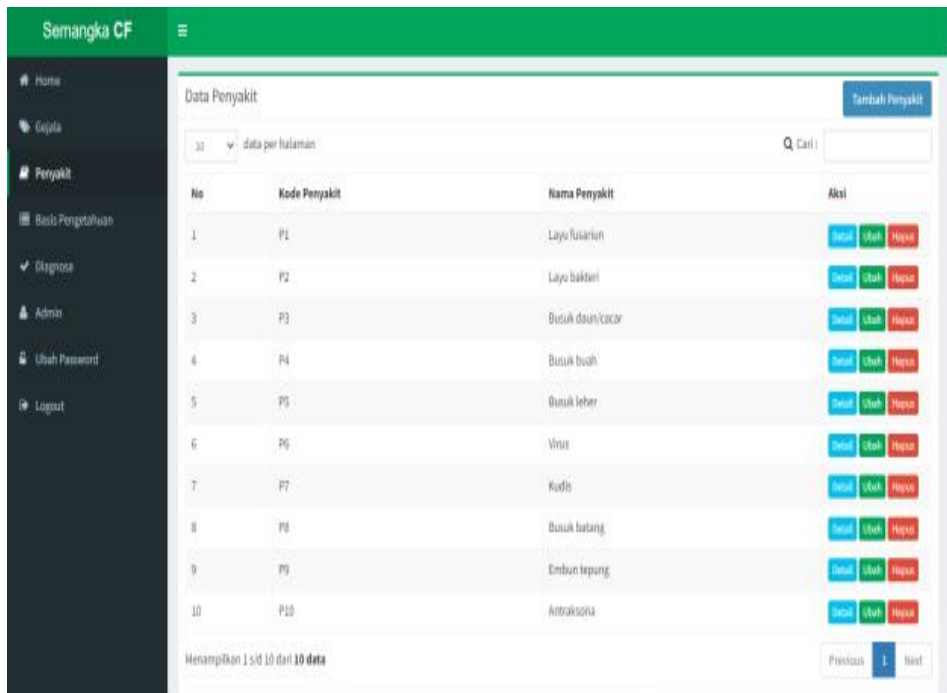 Semangka CF
Home
Gejala
Penyakit
Basis Pengetahuan
Diagnosa
Admin
Ubah Password
Logout
Data Penyakit
Tambah Penyakit
10 data per halaman
Cari :
No Kode Penyakit Nama Penyakit Aksi
1 P1 Layu fusariun Detail Ubah Hapus
2 P2 Layu bakteri Detail Ubah Hapus
3 P3 Busuk daun/cacar Detail Ubah Hapus
4 P4 Busuk buah Detail Ubah Hapus
5 P5 Busuk leher Detail Ubah Hapus
6 P6 Virus Detail Ubah Hapus
7 P7 Kudis Detail Ubah Hapus
8 P8 Busuk batang Detail Ubah Hapus
9 P9 Embun tepung Detail Ubah Hapus
10 P10 Antraksona Detail Ubah Hapus
Menampilkan 1 s/d 10 dari 10 data
Previous 1 Next